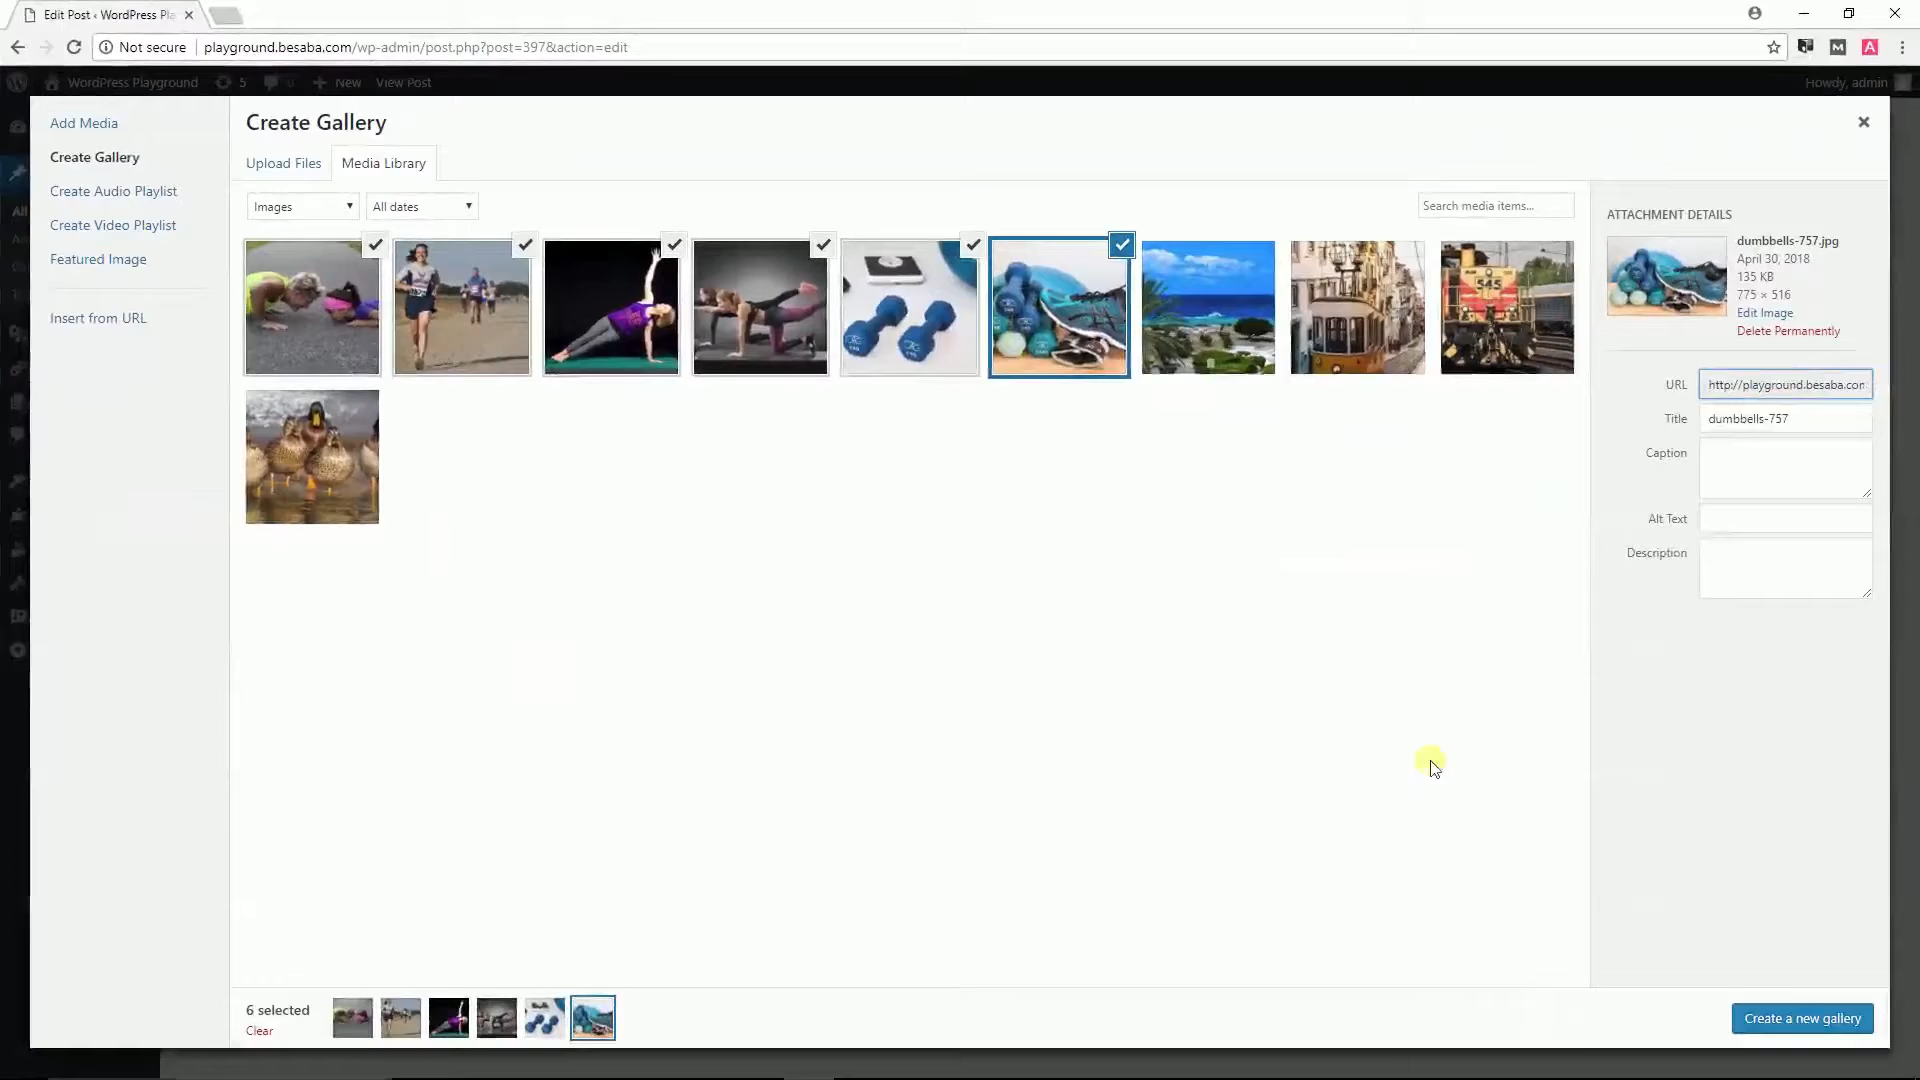 Edit Post ‹ WordPress Pla
Not secure
playground.besaba.com/wp-admin/post.php?post=397&action=edit
WordPress Playground
5
0
New
View Post
Howdy, admin
Add Media
Create Gallery
Create Audio Playlist
Create Video Playlist
Featured Image
Insert from URL
Create Gallery
Upload Files
Media Library
Images
All dates
Search media items...
545
ATTACHMENT DETAILS
dumbbells-757.jpg
April 30, 2018
135 KB
775 × 516
Edit Image
Delete Permanently
URL
http://playground.besaba.com
Title
dumbbells-757
Caption
Alt Text
Description
6 selected
Clear
Create a new gallery